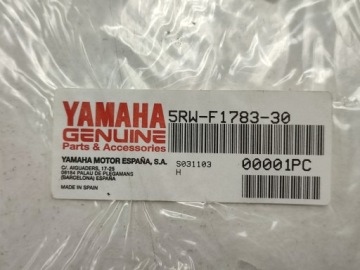 YAMAHA 5RW-F1783-30
GENUINE
Parts & Accessories
YAMAHA MOTOR ESPAÑA, S.A. S031103 00001PC
C/. AIGUADERS, 17-25 H
08184 PALAU DE PLEGAMANS
(BARCELONA) ESPAÑA
MADE IN SPAIN